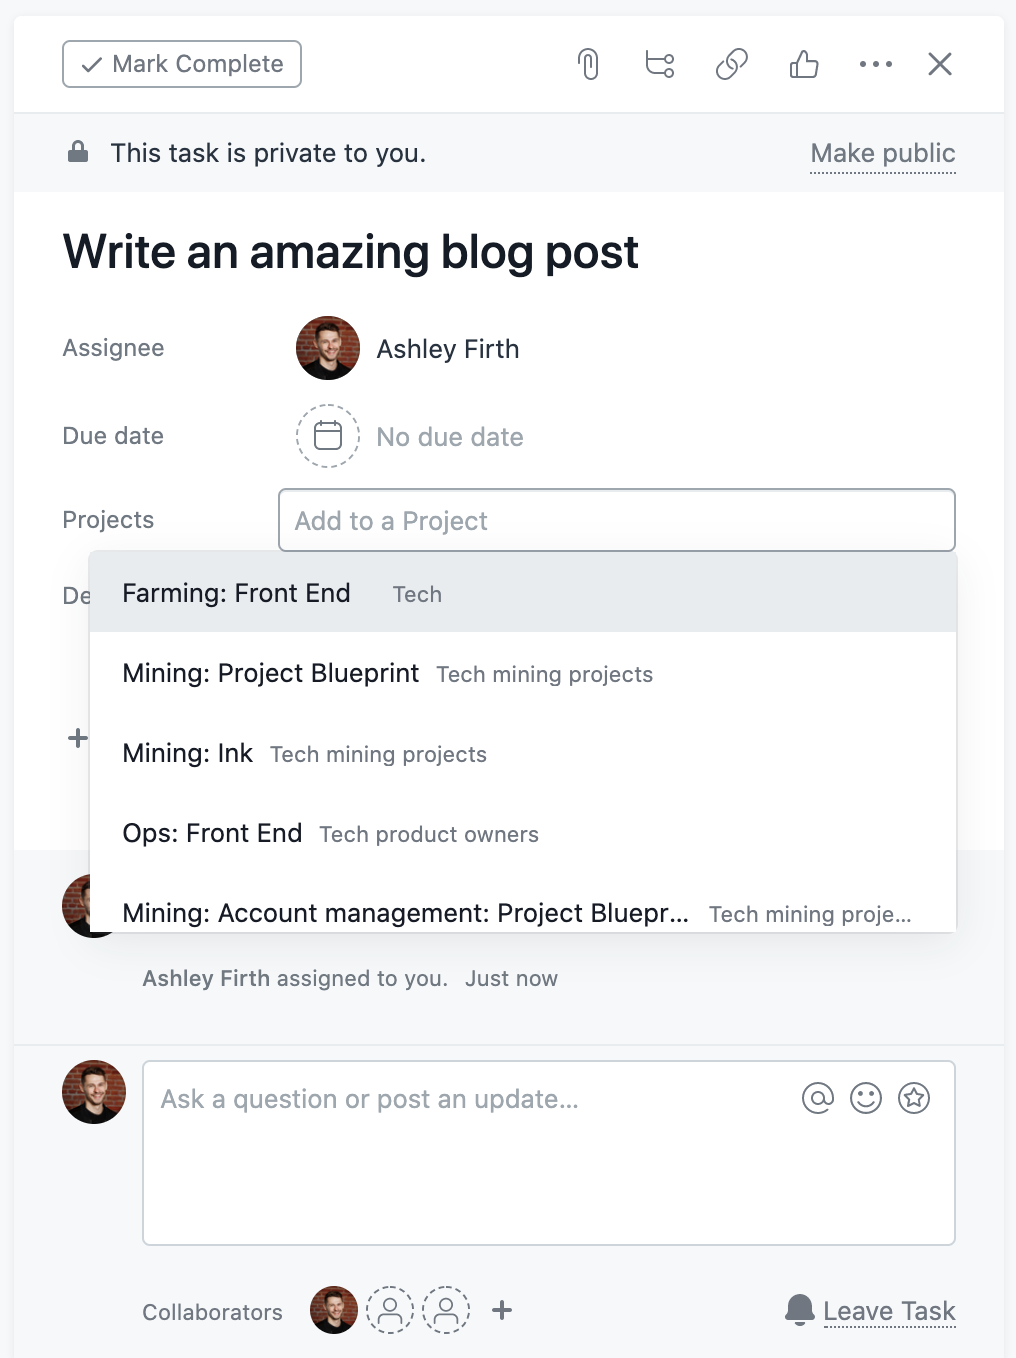 Mark Complete
This task is private to you. Make public
Write an amazing blog post
Assignee Ashley Firth
Due date No due date
Projects Add to a Project
De
Farming: Front End Tech
Mining: Project Blueprint Tech mining projects
Mining: Ink Tech mining projects
Ops: Front End Tech product owners
Mining: Account management: Project Bluepr... Tech mining proje...
Ashley Firth assigned to you. Just now
Ask a question or post an update...
Collaborators Leave Task